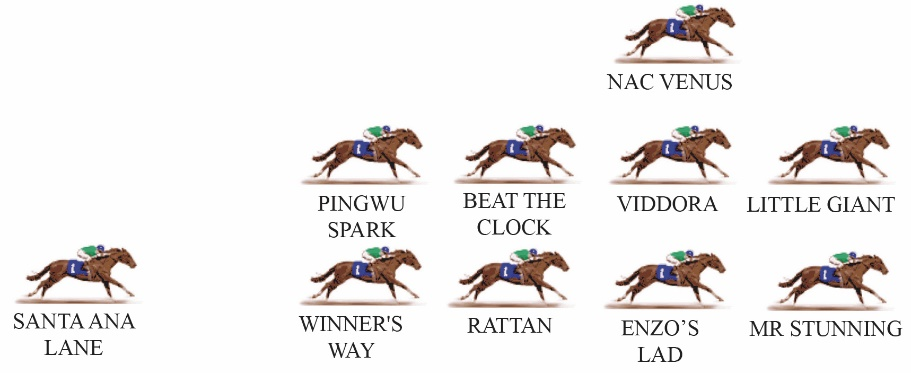 NAC VENUS
PINGWU
SPARK
BEAT THE
CLOCK
VIDDORA
LITTLE GIANT
SANTA ANA
LANE
WINNER'S
WAY
RATTAN
ENZO’S
LAD
MR STUNNING